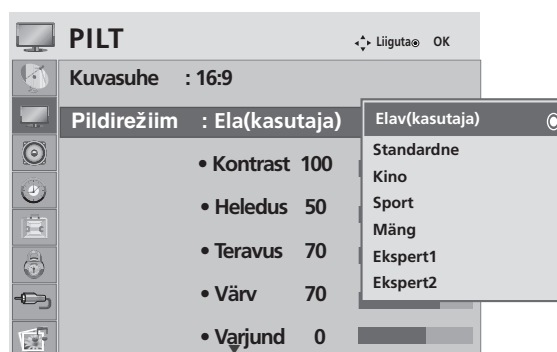 PILT Liiguta OK
Kuvasuhe : 16:9
Pildirežiim : Ela(kasutaja)
• Kontrast 100
• Heledus 50
• Teravus 70
• Värv 70
• Varjund 0
Elav(kasutaja)
Standardne
Kino
Sport
Mäng
Ekspert1
Ekspert2